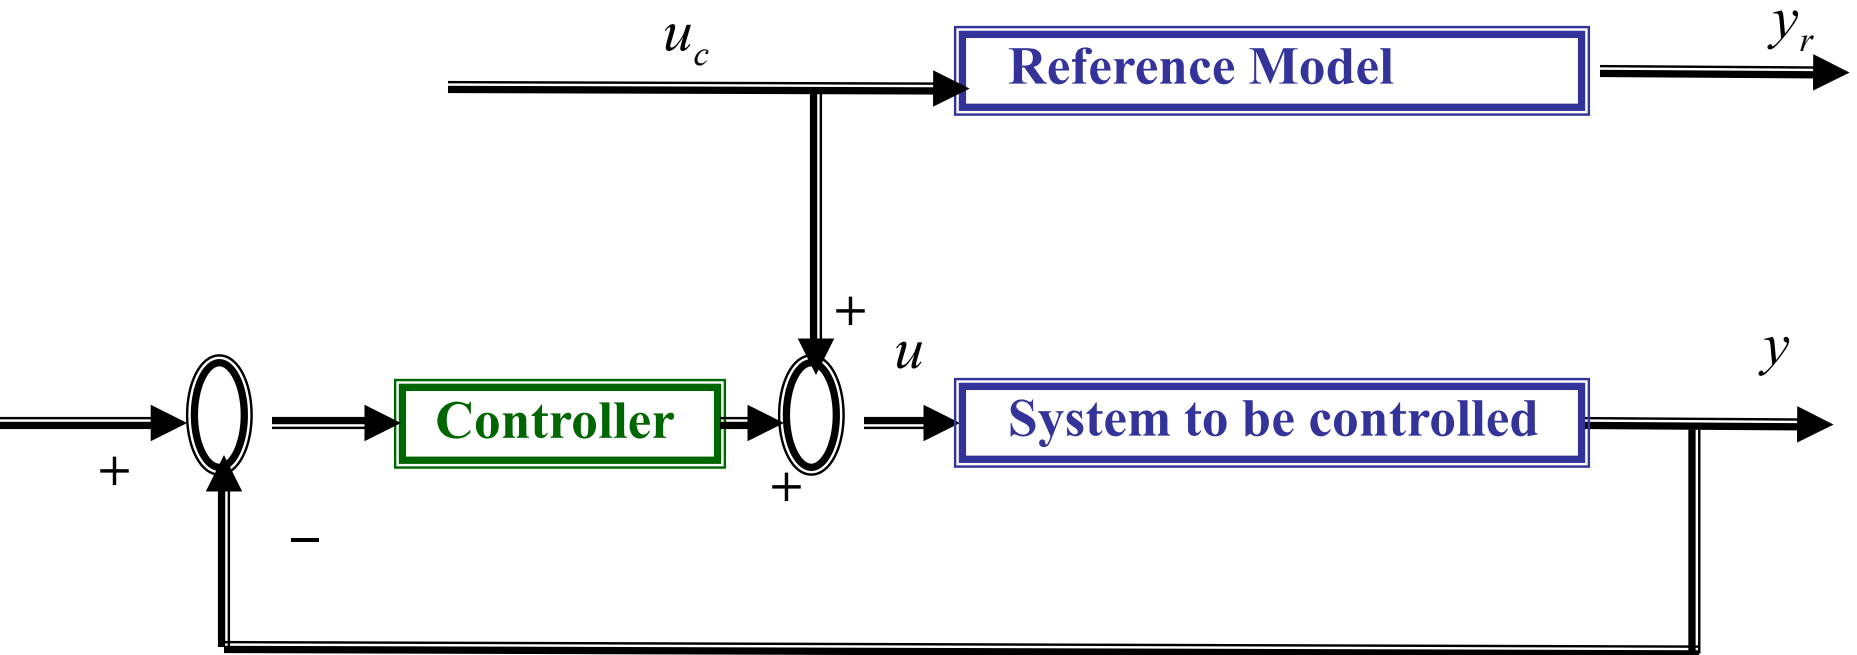 u_c
Reference Model
y_r
+
u
y
Controller
System to be controlled
+
+
−